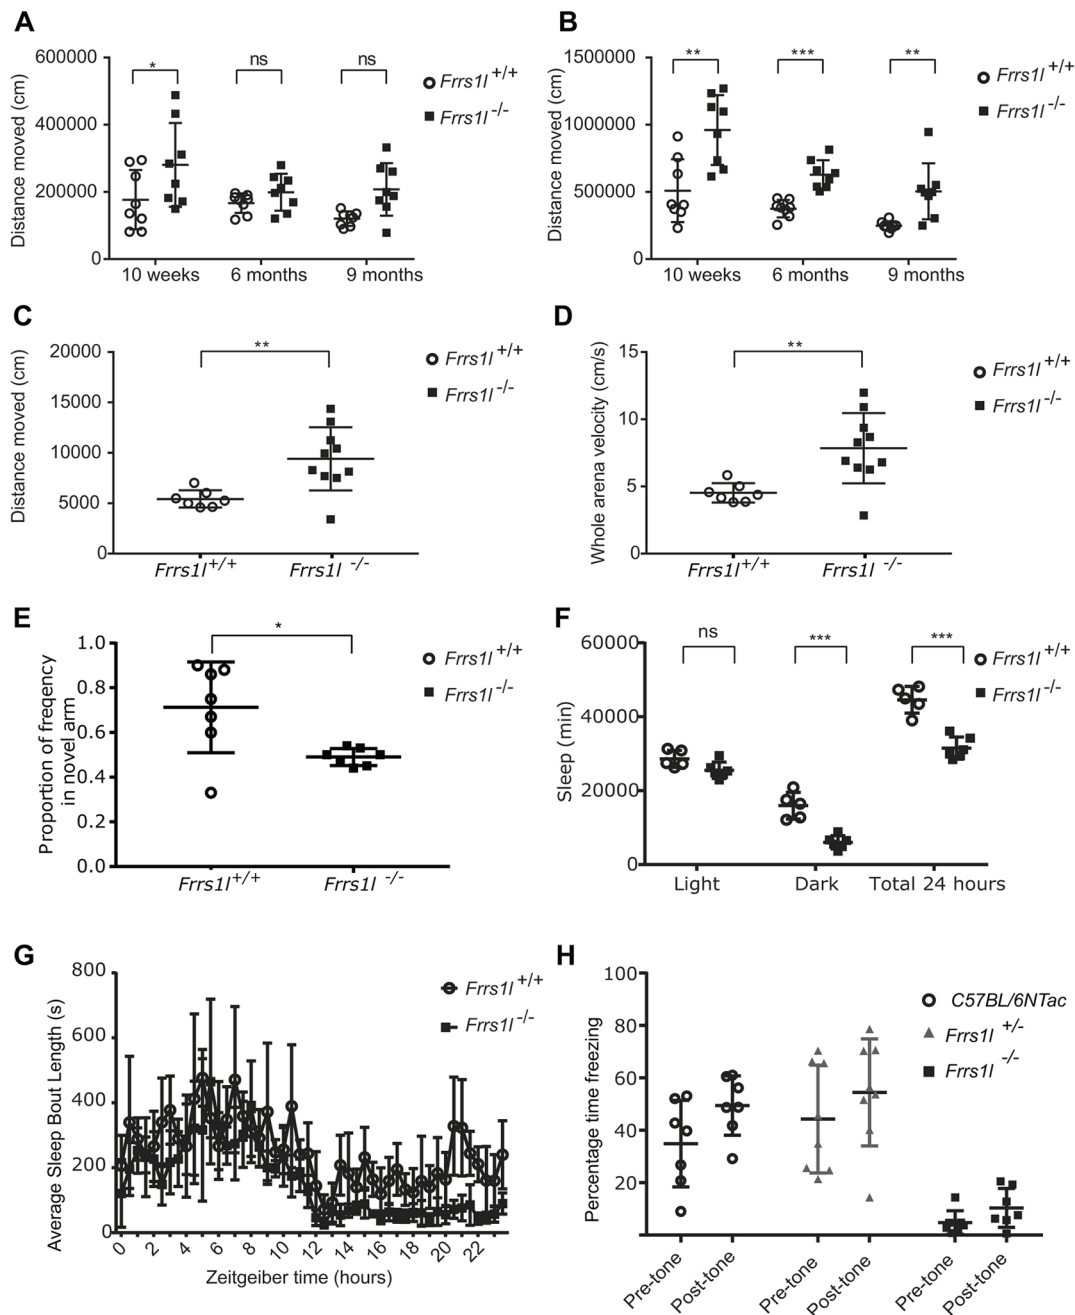 A
600000
400000
200000
0
Distance moved (cm)
* ns ns
10 weeks 6 months 9 months
Frrs1l +/+
Frrs1l -/-
B
1500000
1000000
500000
0
Distance moved (cm)
** *** **
10 weeks 6 months 9 months
Frrs1l +/+
Frrs1l -/-
C
20000
15000
10000
5000
0
Distance moved (cm)
**
Frrs1l +/+ Frrs1l -/-
Frrs1l +/+
Frrs1l -/-
D
15
10
5
0
Whole arena velocity (cm/s)
**
Frrs1l +/+ Frrs1l -/-
Frrs1l +/+
Frrs1l -/-
E
1.0
0.8
0.6
0.4
0.2
0.0
Proportion of freqency
in novel arm
*
Frrs1l +/+ Frrs1l -/-
Frrs1l +/+
Frrs1l -/-
F
60000
40000
20000
0
Sleep (min)
ns *** ***
Light Dark Total 24 hours
Frrs1l +/+
Frrs1l -/-
G
800
600
400
200
0
Average Sleep Bout Length (s)
0 2 4 6 8 10 12 14 16 18 20 22
Zeitgeiber time (hours)
Frrs1l +/+
Frrs1l -/-
H
100
80
60
40
20
Percentage time freezing
Pre-tone Post-tone Pre-tone Post-tone Pre-tone Post-tone
C57BL/6NTac
Frrs1l +/-
Frrs1l -/-